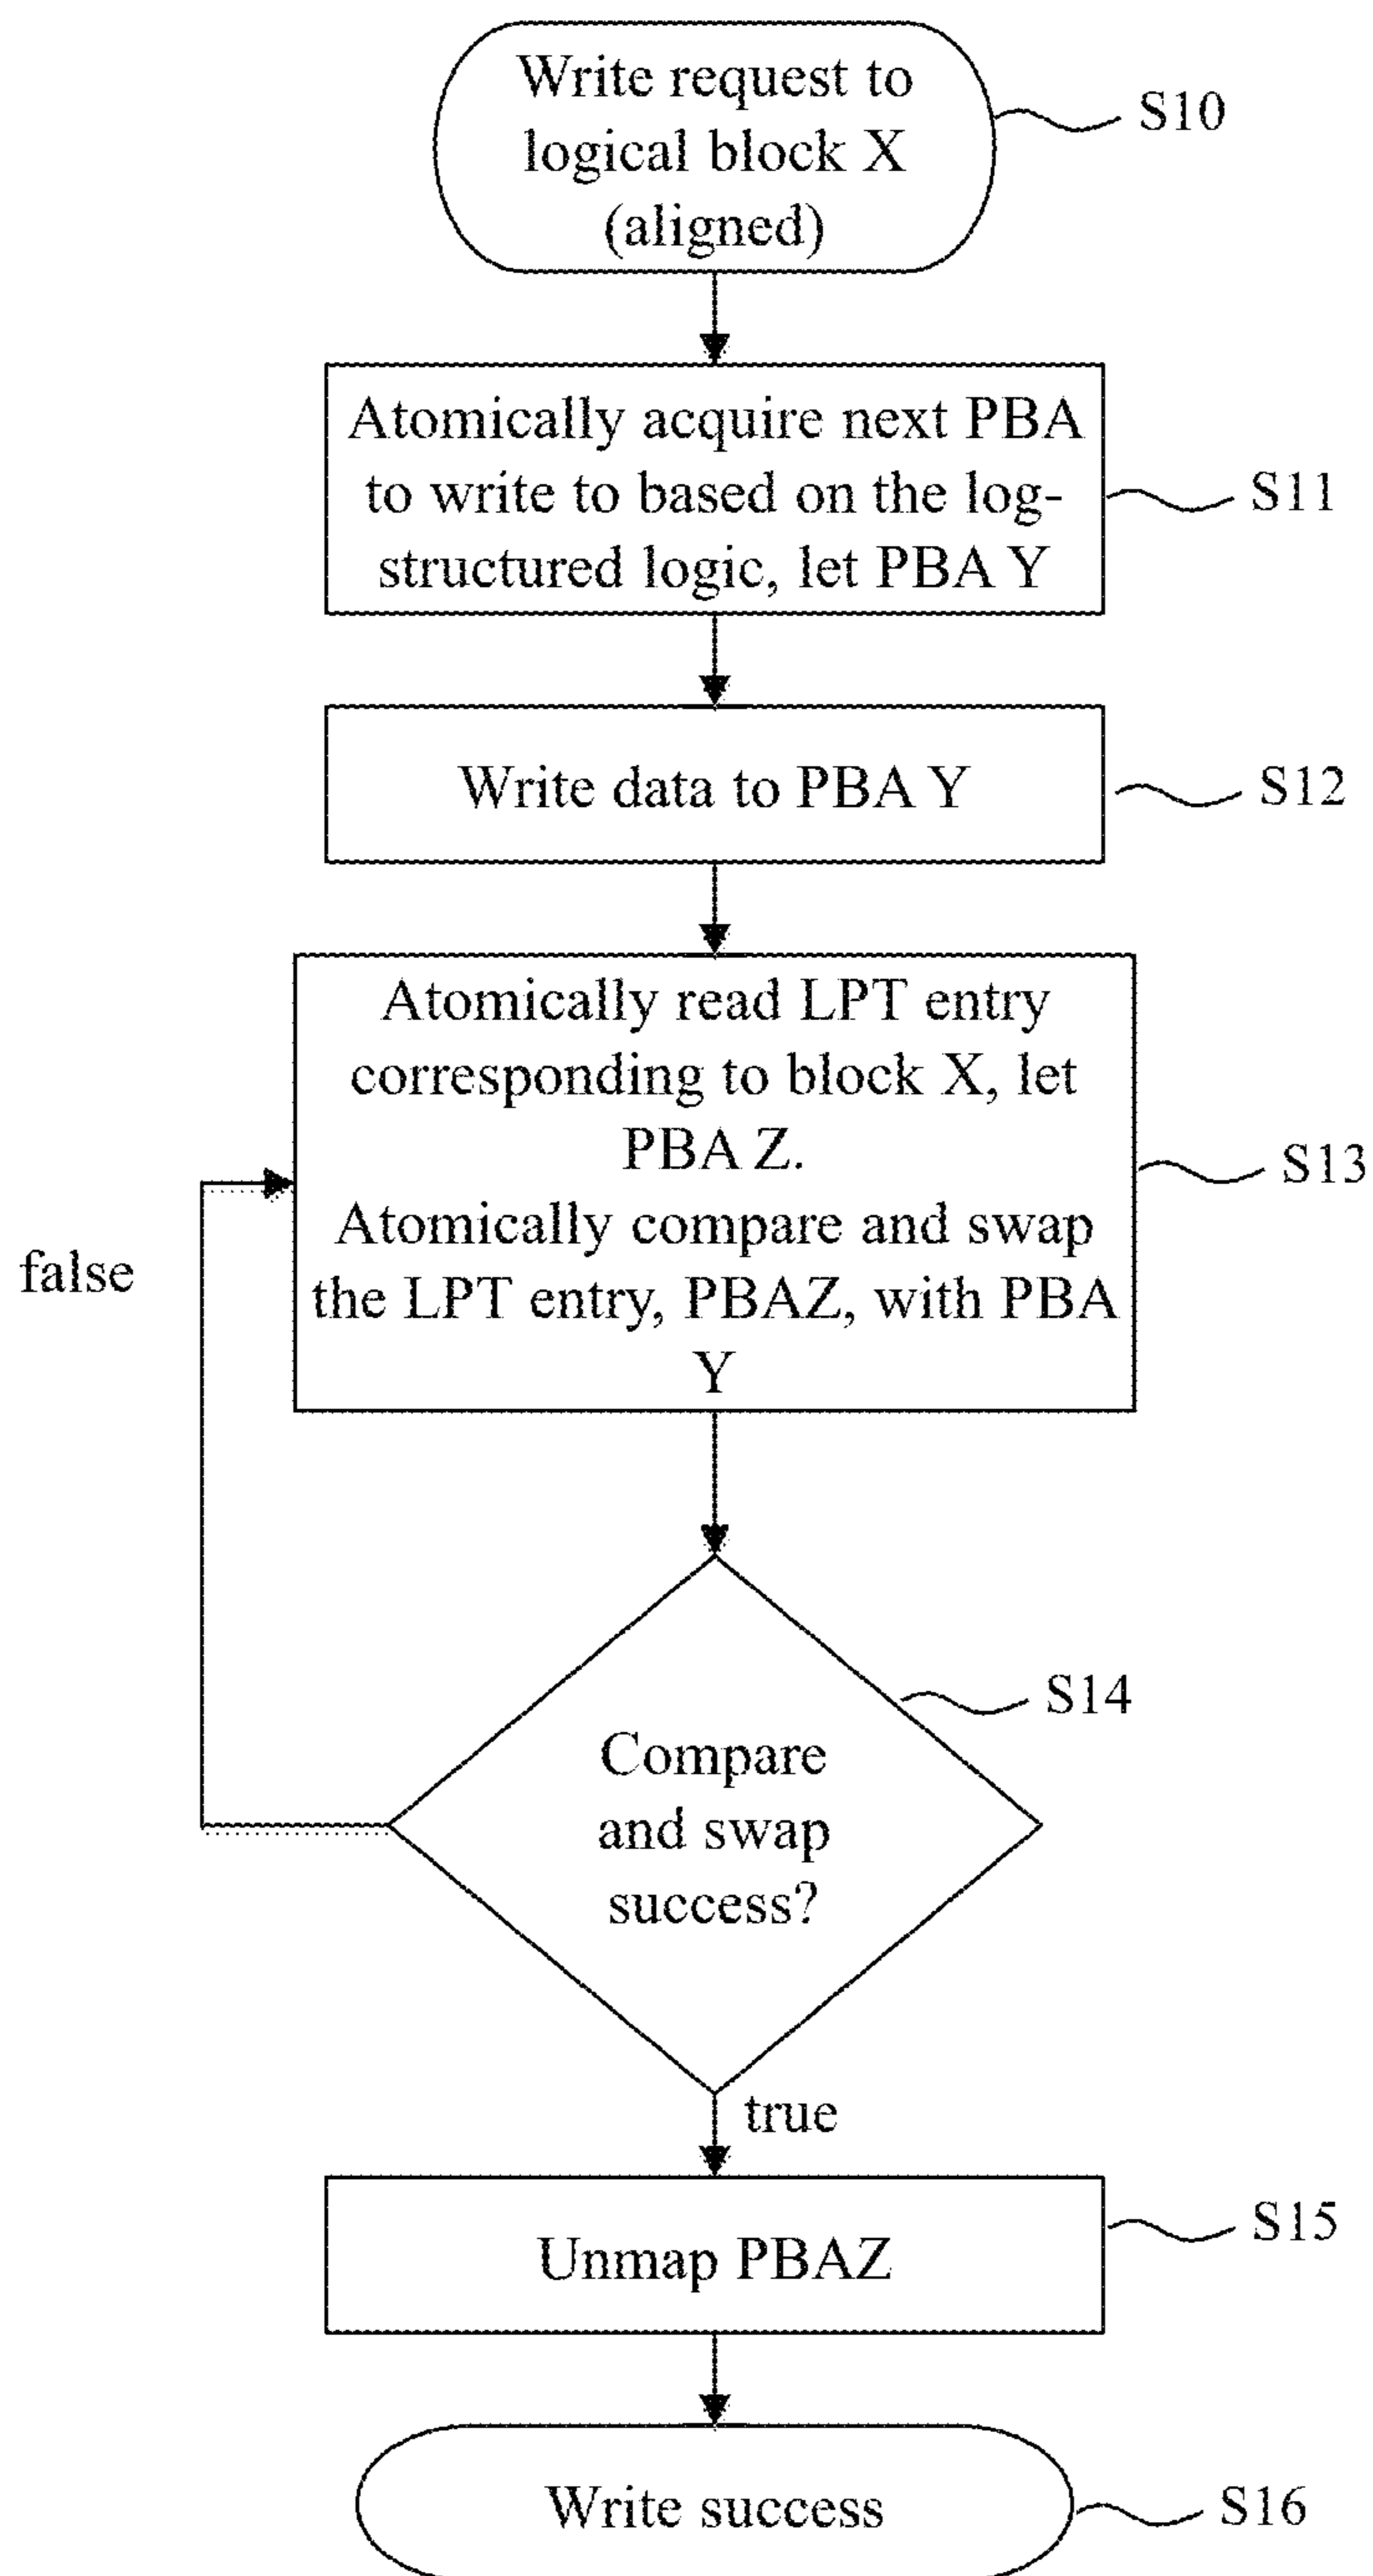 Write request to
logical block X
(aligned)
S10
Atomically acquire next PBA
to write to based on the log-
structured logic, let PBA Y
S11
Write data to PBA Y
S12
Atomically read LPT entry
corresponding to block X, let
PBA Z.
Atomically compare and swap
the LPT entry, PBAZ, with PBA
Y
S13
false
Compare
and swap
success?
S14
true
Unmap PBAZ
S15
Write success
S16